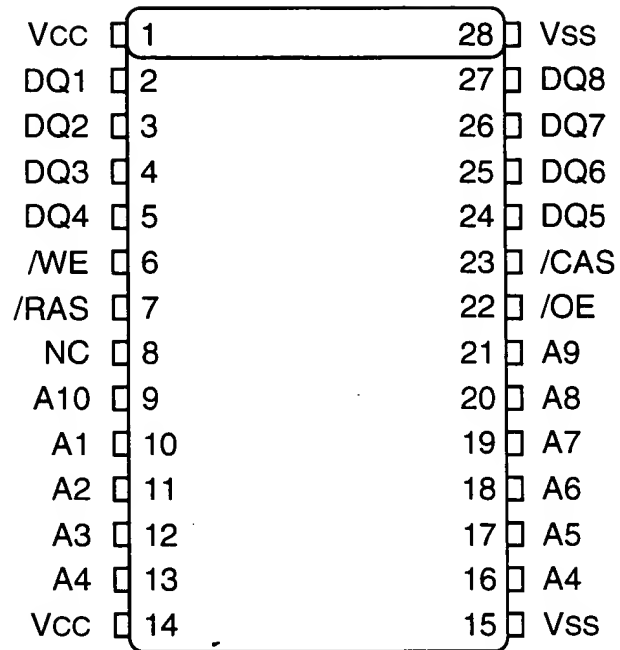 Vcc 1 28 Vss
DQ1 2 27 DQ8
DQ2 3 26 DQ7
DQ3 4 25 DQ6
DQ4 5 24 DQ5
/WE 6 23 /CAS
/RAS 7 22 /OE
NC 8 21 A9
A10 9 20 A8
A1 10 19 A7
A2 11 18 A6
A3 12 17 A5
A4 13 16 A4
Vcc 14 15 Vss